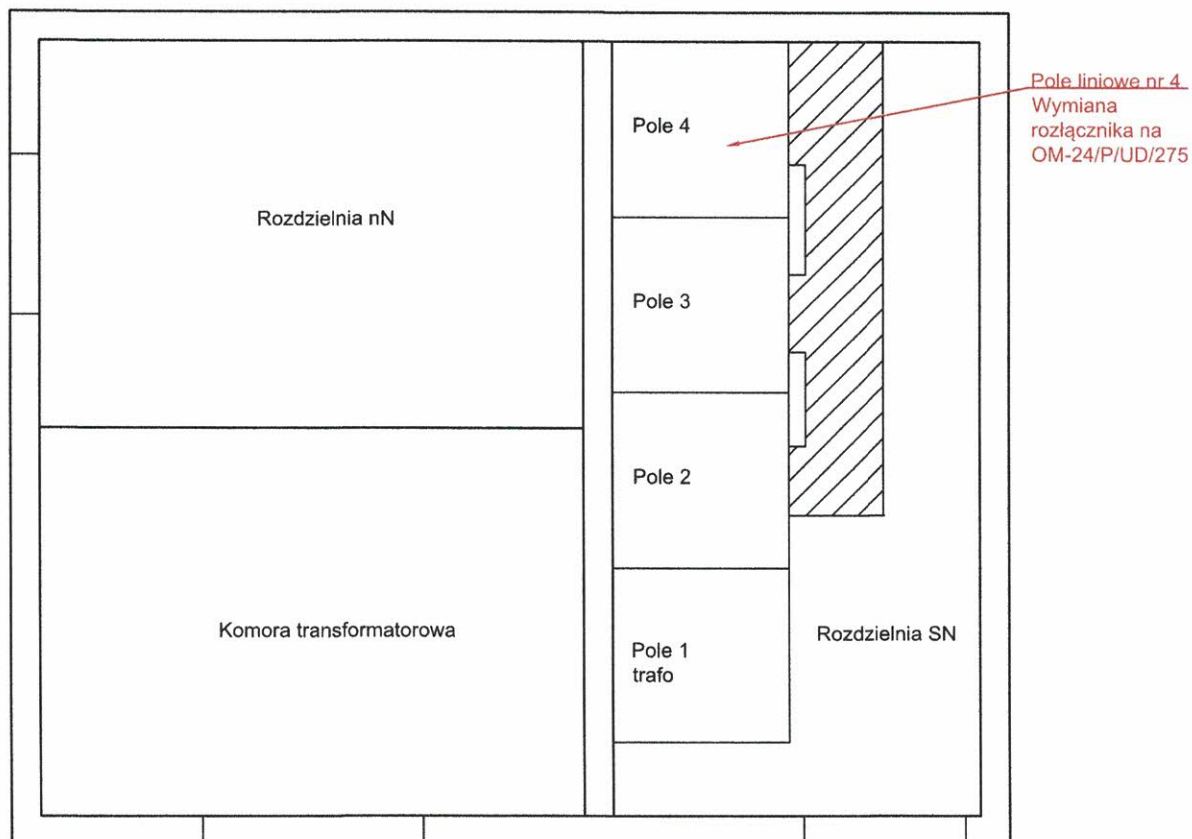 Pole liniowe nr 4
Wymiana
rozłącznika na
OM-24/P/UD/275
Pole 4
Rozdzielnia nN
Pole 3
Pole 2
Komora transformatorowa
Rozdzielnia SN
Pole 1
trafo